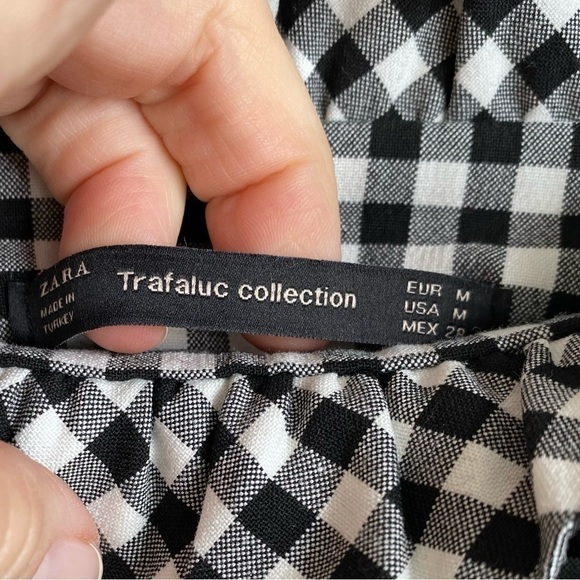 ZARA
MADE IN
TURKEY
Trafaluc collection
EUR M
USA M
MEX 28